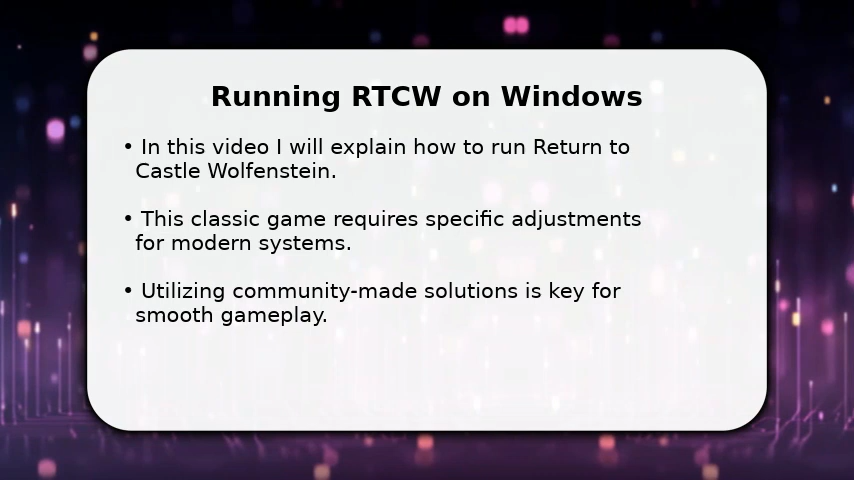 Running RTCW on Windows
• In this video I will explain how to run Return to
Castle Wolfenstein.
• This classic game requires specific adjustments
for modern systems.
• Utilizing community-made solutions is key for
smooth gameplay.